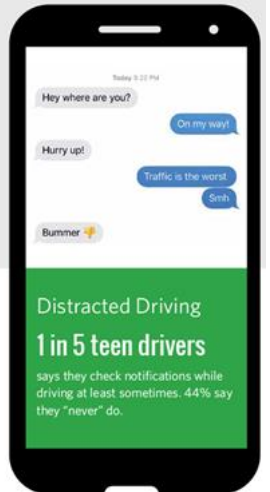 Today 9:22 PM
Hey where are you?
On my way!
Hurry up!
Traffic is the worst
Smh
Bummer 👎
Distracted Driving
1 in 5 teen drivers
says they check notifications while
driving at least sometimes. 44% say
they "never" do.